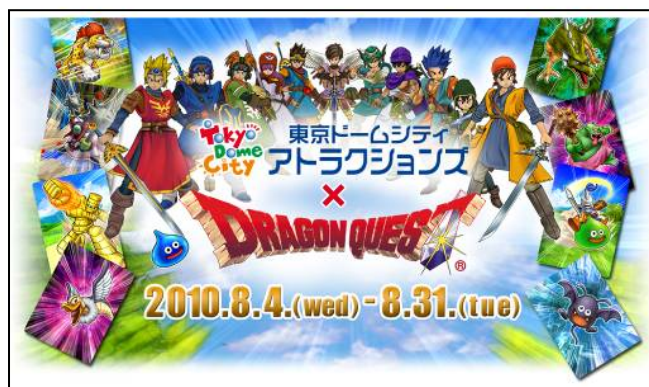 Tokyo
Dome
City
東京ドームシティ
アトラクションズ
×
DRAGON QUEST®
2010.8.4.(wed)-8.31.(tue)